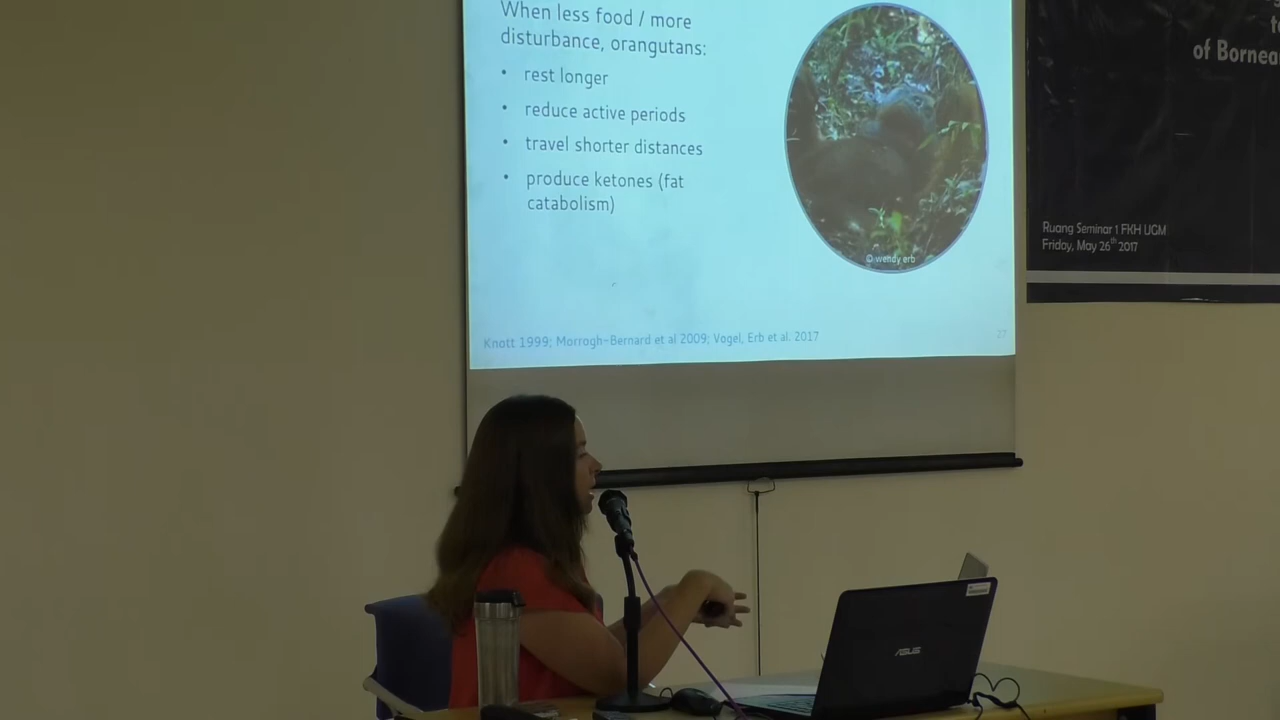 When less food / more
disturbance, orangutans:
• rest longer
• reduce active periods
• travel shorter distances
• produce ketones (fat
catabolism)
© wendy erb
Knott 1999; Morrogh-Bernard et al 2009; Vogel, Erb et al. 2017
27
of Bornea
Ruang Seminar 1 FKH UGM
Friday, May 26th 2017
ASUS